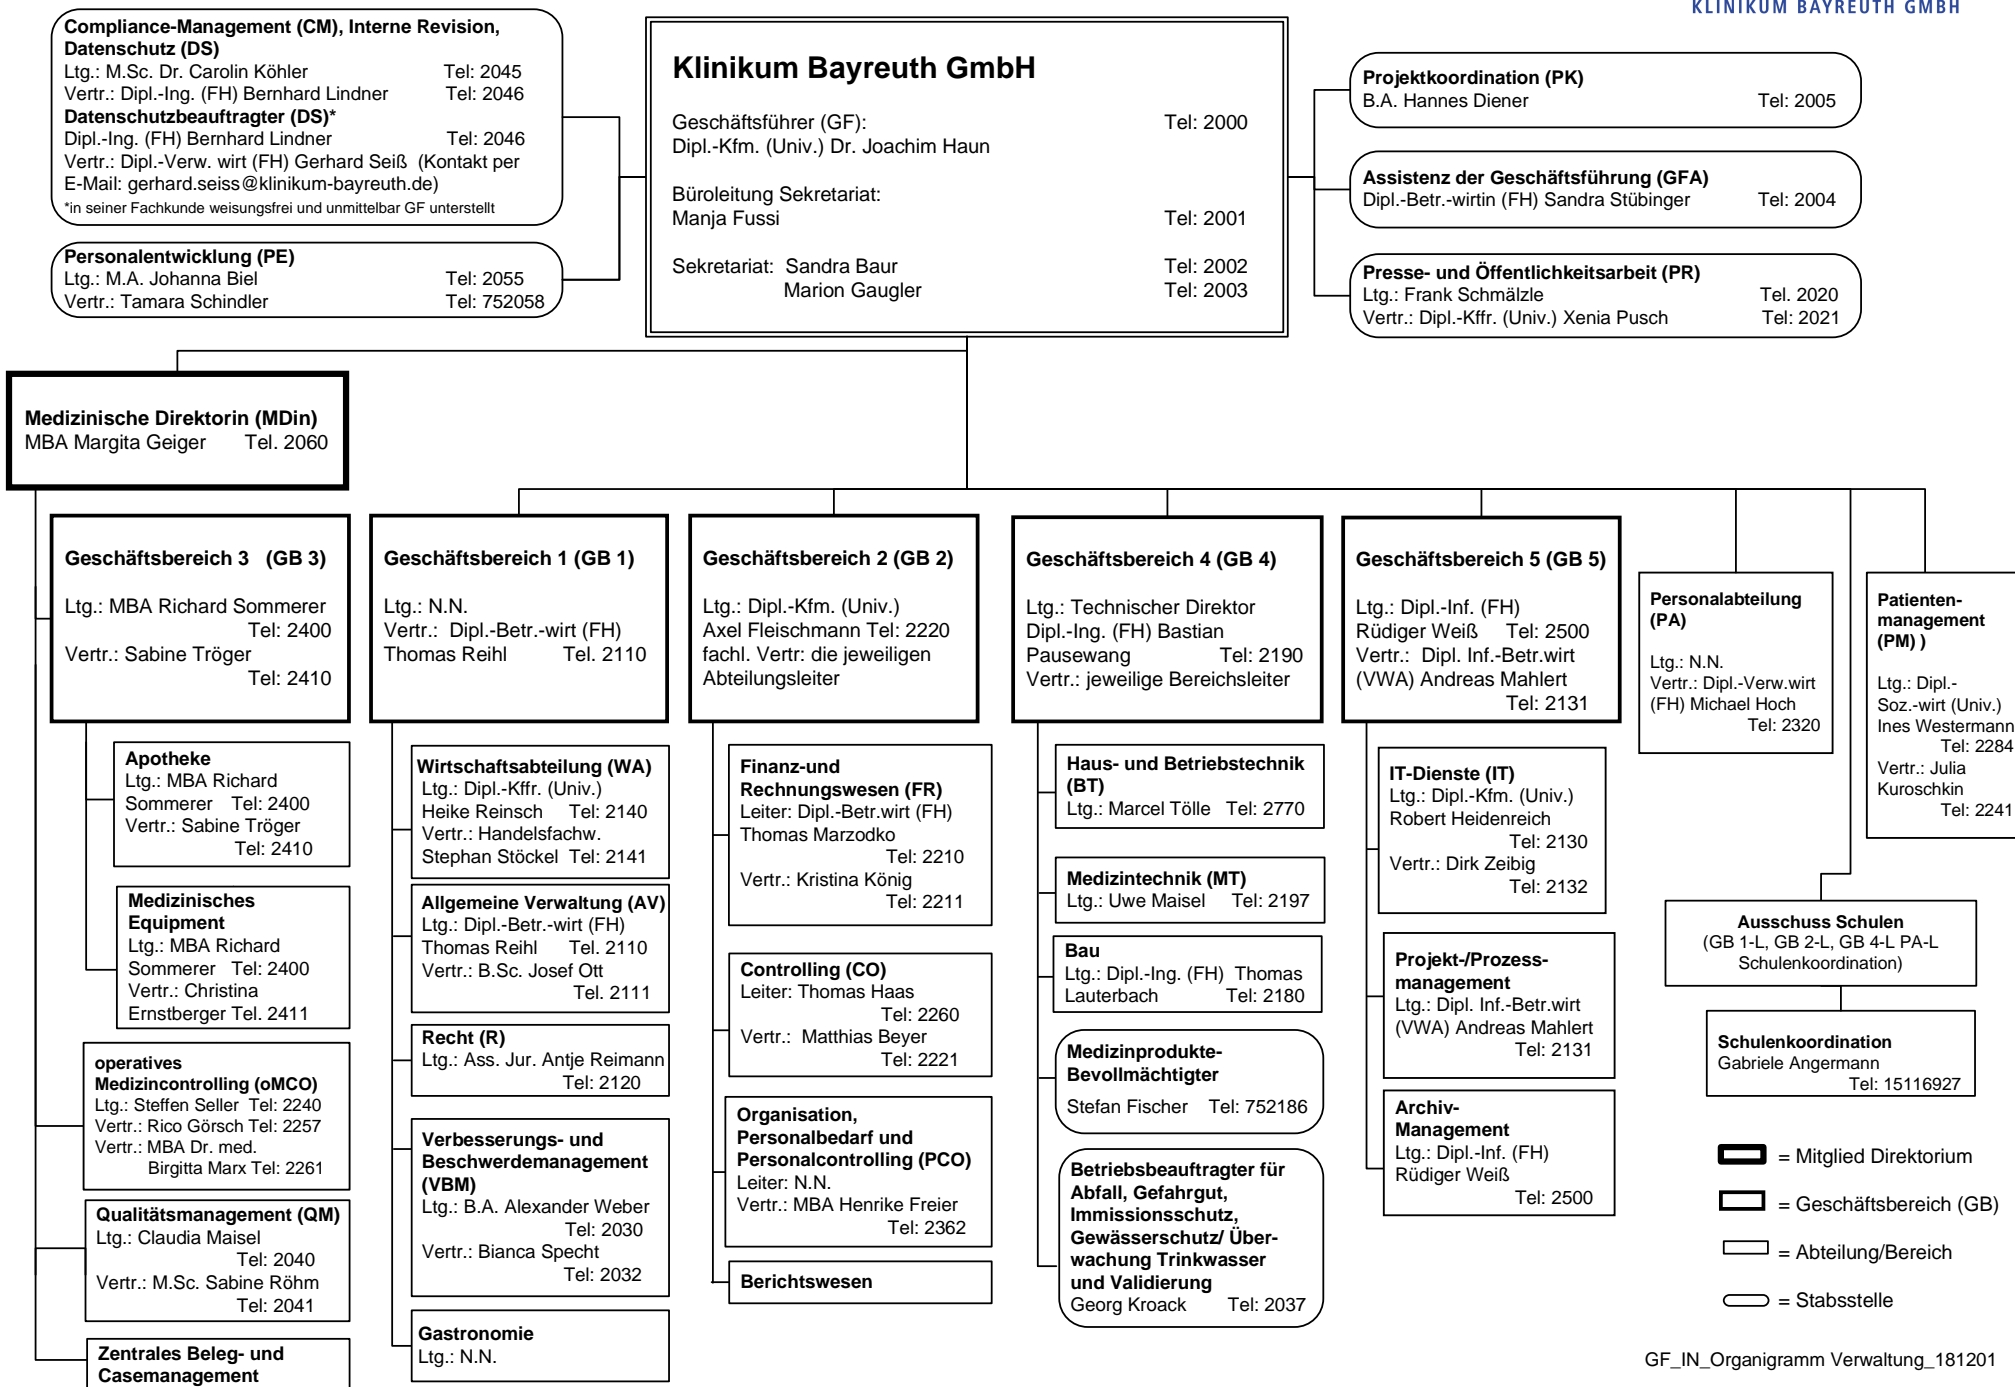 KLINIKUM BAYREUTH GMBH
Compliance-Management (CM), Interne Revision,
Datenschutz (DS)
Ltg.: M.Sc. Dr. Carolin Köhler Tel: 2045
Vertr.: Dipl.-Ing. (FH) Bernhard Lindner Tel: 2046
Datenschutzbeauftragter (DS)*
Dipl.-Ing. (FH) Bernhard Lindner Tel: 2046
Vertr.: Dipl.-Verw. wirt (FH) Gerhard Seiß (Kontakt per
E-Mail: gerhard.seiss@klinikum-bayreuth.de)
*in seiner Fachkunde weisungsfrei und unmittelbar GF unterstellt
Personalentwicklung (PE)
Ltg.: M.A. Johanna Biel Tel: 2055
Vertr.: Tamara Schindler Tel: 752058
Klinikum Bayreuth GmbH
Geschäftsführer (GF): Tel: 2000
Dipl.-Kfm. (Univ.) Dr. Joachim Haun
Büroleitung Sekretariat:
Manja Fussi Tel: 2001
Sekretariat: Sandra Baur Tel: 2002
Marion Gaugler Tel: 2003
Projektkoordination (PK)
B.A. Hannes Diener Tel: 2005
Assistenz der Geschäftsführung (GFA)
Dipl.-Betr.-wirtin (FH) Sandra Stübinger Tel: 2004
Presse- und Öffentlichkeitsarbeit (PR)
Ltg.: Frank Schmälzle Tel. 2020
Vertr.: Dipl.-Kffr. (Univ.) Xenia Pusch Tel: 2021
Medizinische Direktorin (MDin)
MBA Margita Geiger Tel. 2060
Geschäftsbereich 3 (GB 3)
Ltg.: MBA Richard Sommerer
Tel: 2400
Vertr.: Sabine Tröger
Tel: 2410
Apotheke
Ltg.: MBA Richard
Sommerer Tel: 2400
Vertr.: Sabine Tröger
Tel: 2410
Medizinisches
Equipment
Ltg.: MBA Richard
Sommerer Tel: 2400
Vertr.: Christina
Ernstberger Tel. 2411
operatives
Medizincontrolling (oMCO)
Ltg.: Steffen Seller Tel: 2240
Vertr.: Rico Görsch Tel: 2257
Vertr.: MBA Dr. med.
Birgitta Marx Tel: 2261
Qualitätsmanagement (QM)
Ltg.: Claudia Maisel
Tel: 2040
Vertr.: M.Sc. Sabine Röhm
Tel: 2041
Zentrales Beleg- und
Casemanagement
Geschäftsbereich 1 (GB 1)
Ltg.: N.N.
Vertr.: Dipl.-Betr.-wirt (FH)
Thomas Reihl Tel. 2110
Wirtschaftsabteilung (WA)
Ltg.: Dipl.-Kffr. (Univ.)
Heike Reinsch Tel: 2140
Vertr.: Handelsfachw.
Stephan Stöckel Tel: 2141
Allgemeine Verwaltung (AV)
Ltg.: Dipl.-Betr.-wirt (FH)
Thomas Reihl Tel. 2110
Vertr.: B.Sc. Josef Ott
Tel. 2111
Recht (R)
Ltg.: Ass. Jur. Antje Reimann
Tel: 2120
Verbesserungs- und
Beschwerdemanagement
(VBM)
Ltg.: B.A. Alexander Weber
Tel: 2030
Vertr.: Bianca Specht
Tel: 2032
Gastronomie
Ltg.: N.N.
Geschäftsbereich 2 (GB 2)
Ltg.: Dipl.-Kfm. (Univ.)
Axel Fleischmann Tel: 2220
fachl. Vertr: die jeweiligen
Abteilungsleiter
Finanz-und
Rechnungswesen (FR)
Leiter: Dipl.-Betr.wirt (FH)
Thomas Marzodko
Tel: 2210
Vertr.: Kristina König
Tel: 2211
Controlling (CO)
Leiter: Thomas Haas
Tel: 2260
Vertr.: Matthias Beyer
Tel: 2221
Organisation,
Personalbedarf und
Personalcontrolling (PCO)
Leiter: N.N.
Vertr.: MBA Henrike Freier
Tel: 2362
Berichtswesen
Geschäftsbereich 4 (GB 4)
Ltg.: Technischer Direktor
Dipl.-Ing. (FH) Bastian
Pausewang Tel: 2190
Vertr.: jeweilige Bereichsleiter
Haus- und Betriebstechnik
(BT)
Ltg.: Marcel Tölle Tel: 2770
Medizintechnik (MT)
Ltg.: Uwe Maisel Tel: 2197
Bau
Ltg.: Dipl.-Ing. (FH) Thomas
Lauterbach Tel: 2180
Medizinprodukte-
Bevollmächtigter
Stefan Fischer Tel: 752186
Betriebsbeauftragter für
Abfall, Gefahrgut,
Immissionsschutz,
Gewässerschutz/ Über-
wachung Trinkwasser
und Validierung
Georg Kroack Tel: 2037
Geschäftsbereich 5 (GB 5)
Ltg.: Dipl.-Inf. (FH)
Rüdiger Weiß Tel: 2500
Vertr.: Dipl. Inf.-Betr.wirt
(VWA) Andreas Mahlert
Tel: 2131
IT-Dienste (IT)
Ltg.: Dipl.-Kfm. (Univ.)
Robert Heidenreich
Tel: 2130
Vertr.: Dirk Zeibig
Tel: 2132
Projekt-/Prozess-
management
Ltg.: Dipl. Inf.-Betr.wirt
(VWA) Andreas Mahlert
Tel: 2131
Archiv-
Management
Ltg.: Dipl.-Inf. (FH)
Rüdiger Weiß
Tel: 2500
Personalabteilung
(PA)
Ltg.: N.N.
Vertr.: Dipl.-Verw.wirt
(FH) Michael Hoch
Tel: 2320
Patienten-
management
(PM) )
Ltg.: Dipl.-
Soz.-wirt (Univ.)
Ines Westermann
Tel: 2284
Vertr.: Julia
Kuroschkin
Tel: 2241
Ausschuss Schulen
(GB 1-L, GB 2-L, GB 4-L PA-L
Schulenkoordination)
Schulenkoordination
Gabriele Angermann
Tel: 15116927
= Mitglied Direktorium
= Geschäftsbereich (GB)
= Abteilung/Bereich
= Stabsstelle
GF_IN_Organigramm Verwaltung_181201